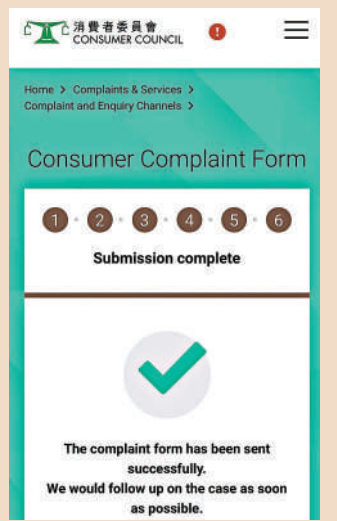 消費者委員會
CONSUMER COUNCIL
!
Home > Complaints & Services >
Complaint and Enquiry Channels >
Consumer Complaint Form
1 2 3 4 5 6
Submission complete
The complaint form has been sent
successfully.
We would follow up on the case as soon
as possible.